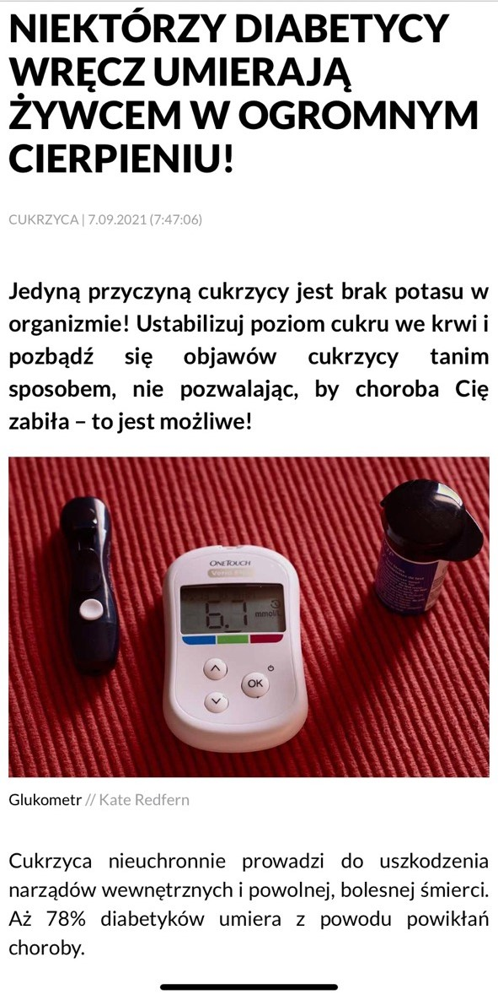 NIEKTÓRZY DIABETYCY
WRĘCZ UMIERAJĄ
ŻYWCEM W OGROMNYM
CIERPIENIU!
CUKRZYCA | 7.09.2021 (7:47:06)
Jedyną przyczyną cukrzycy jest brak potasu w
organizmie! Ustabilizuj poziom cukru we krwi i
pozbądź się objawów cukrzycy tanim
sposobem, nie pozwalając, by choroba Cię
zabiła – to jest możliwe!
ONETOUCH
6.7
mmol/L
OK
Glukometr // Kate Redfern
Cukrzyca nieuchronnie prowadzi do uszkodzenia
narządów wewnętrznych i powolnej, bolesnej śmierci.
Aż 78% diabetyków umiera z powodu powikłań
choroby.